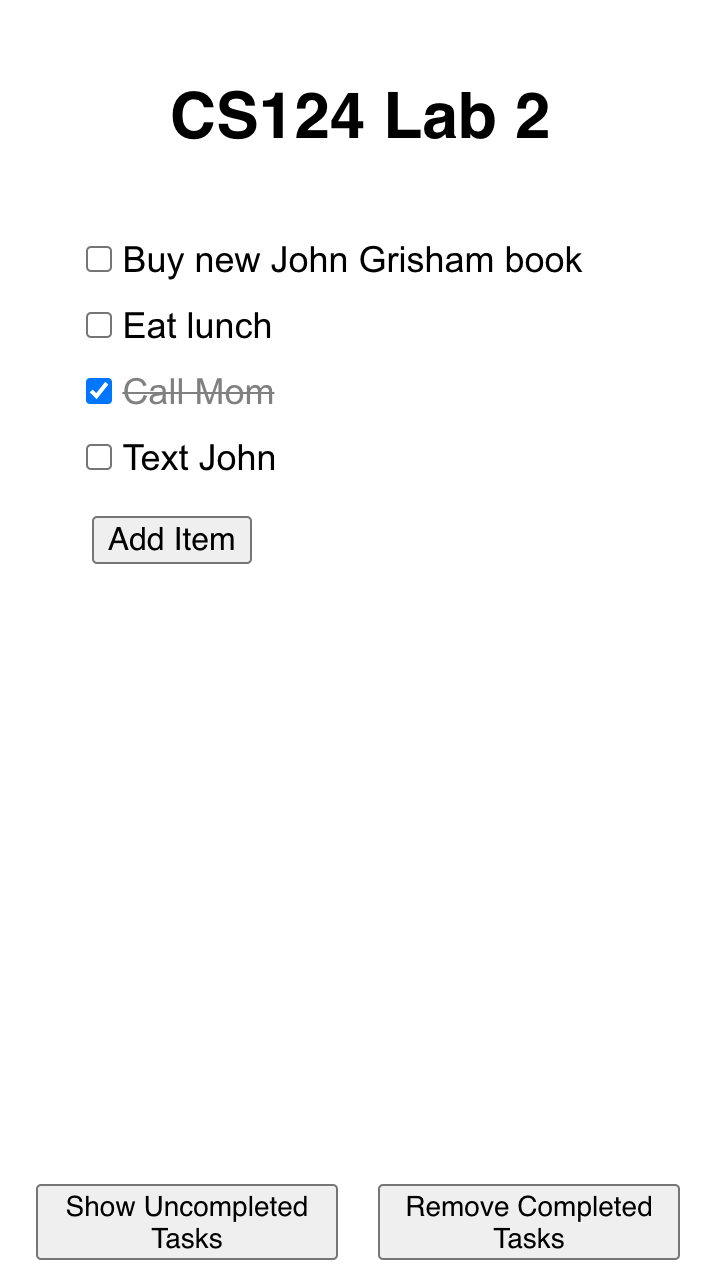 CS124 Lab 2
Buy new John Grisham book
Eat lunch
Call Mom
Text John
Add Item
Show Uncompleted
Tasks
Remove Completed
Tasks